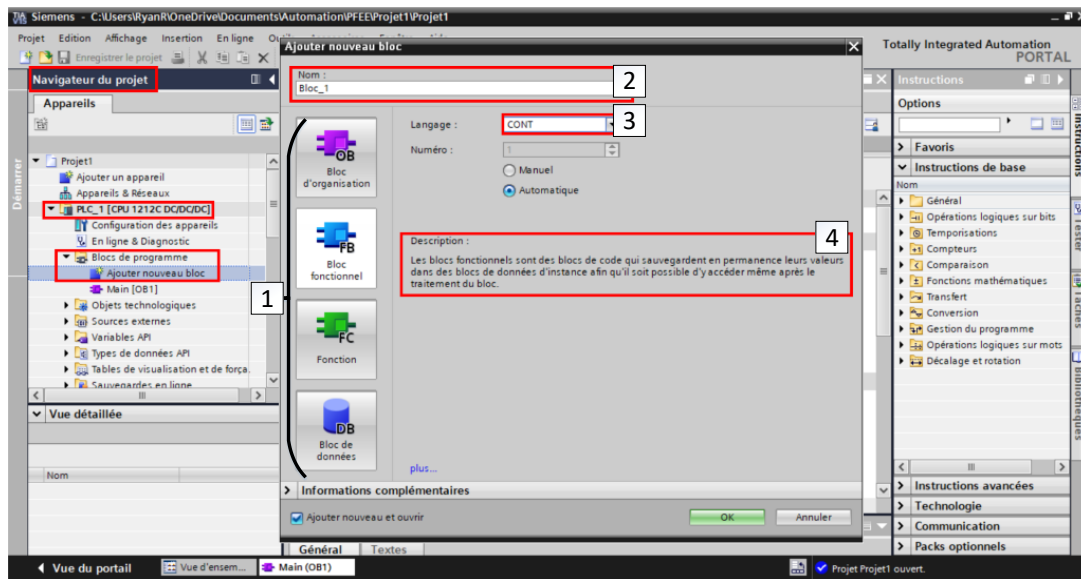 Siemens - C:\Users\RyanR\OneDrive\Documents\Automation\PFEE\Projet1\Projet1
Projet Edition Affichage Insertion En ligne
Totally Integrated Automation
PORTAL
Enregistrer le projet
Ajouter nouveau bloc
Navigateur du projet
Appareils
Projet1
Ajouter un appareil
Appareils & Réseaux
PLC_1 [CPU 1212C DC/DC/DC]
Configuration des appareils
En ligne & Diagnostic
Blocs de programme
Ajouter nouveau bloc
Main [OB1]
Objets technologiques
Sources externes
Variables API
Types de données API
Tables de visualisation et de força.
Sauvegardes en ligne
Vue détaillée
Nom
Démarrer
Nom :
Bloc_1
2
1
OB
Bloc
d'organisation
FB
Bloc
fonctionnel
FC
Fonction
DB
Bloc de
données
Langage :
CONT
3
Numéro :
1
Manuel
Automatique
4
Description :
Les blocs fonctionnels sont des blocs de code qui sauvegardent en permanence leurs valeurs
dans des blocs de données d'instance afin qu'il soit possible d'y accéder même après le
traitement du bloc.
plus...
Informations complémentaires
Ajouter nouveau et ouvrir
OK
Annuler
Général Textes
Instructions
Options
Favoris
Instructions de base
Nom
Général
Opérations logiques sur bits
Temporisations
Compteurs
Comparaison
Fonctions mathématiques
Transfert
Conversion
Gestion du programme
Opérations logiques sur mots
Décalage et rotation
Instructions avancées
Technologie
Communication
Packs optionnels
Instructions
Tester
Tâches
Bibliothèques
Vue du portail
Vue d'ensem...
Main (OB1)
Projet Projet1 ouvert.